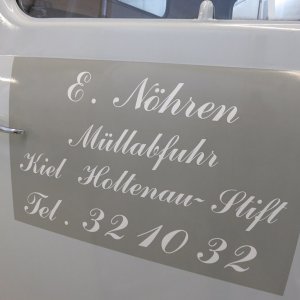 E. Nöhren
Müllabfuhr
Kiel Holtenau-Stift
Tel. 32 10 32